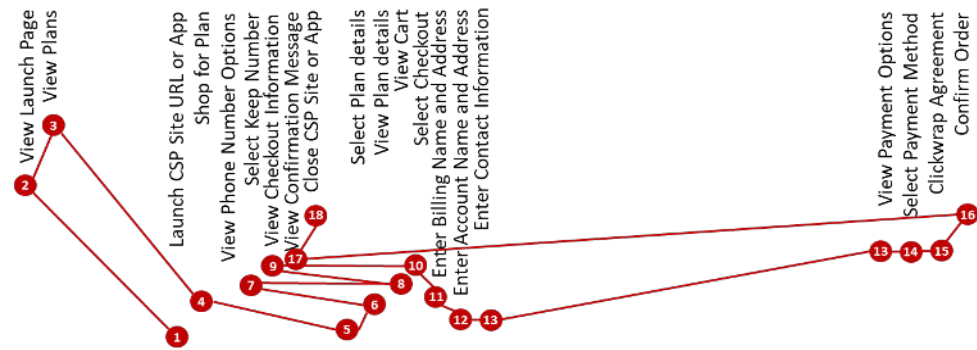 View Launch Page
View Plans
Launch CSP Site URL or App
Shop for Plan
View Phone Number Options
Select Keep Number
View Checkout Information
View Confirmation Message
Close CSP Site or App
Select Plan details
View Plan details
View Cart
Select Checkout
Enter Billing Name and Address
Enter Account Name and Address
Enter Contact Information
View Payment Options
Select Payment Method
Clickwrap Agreement
Confirm Order
3
2
18
16
17
9
10
13
14
15
7
8
11
4
6
12
13
5
1